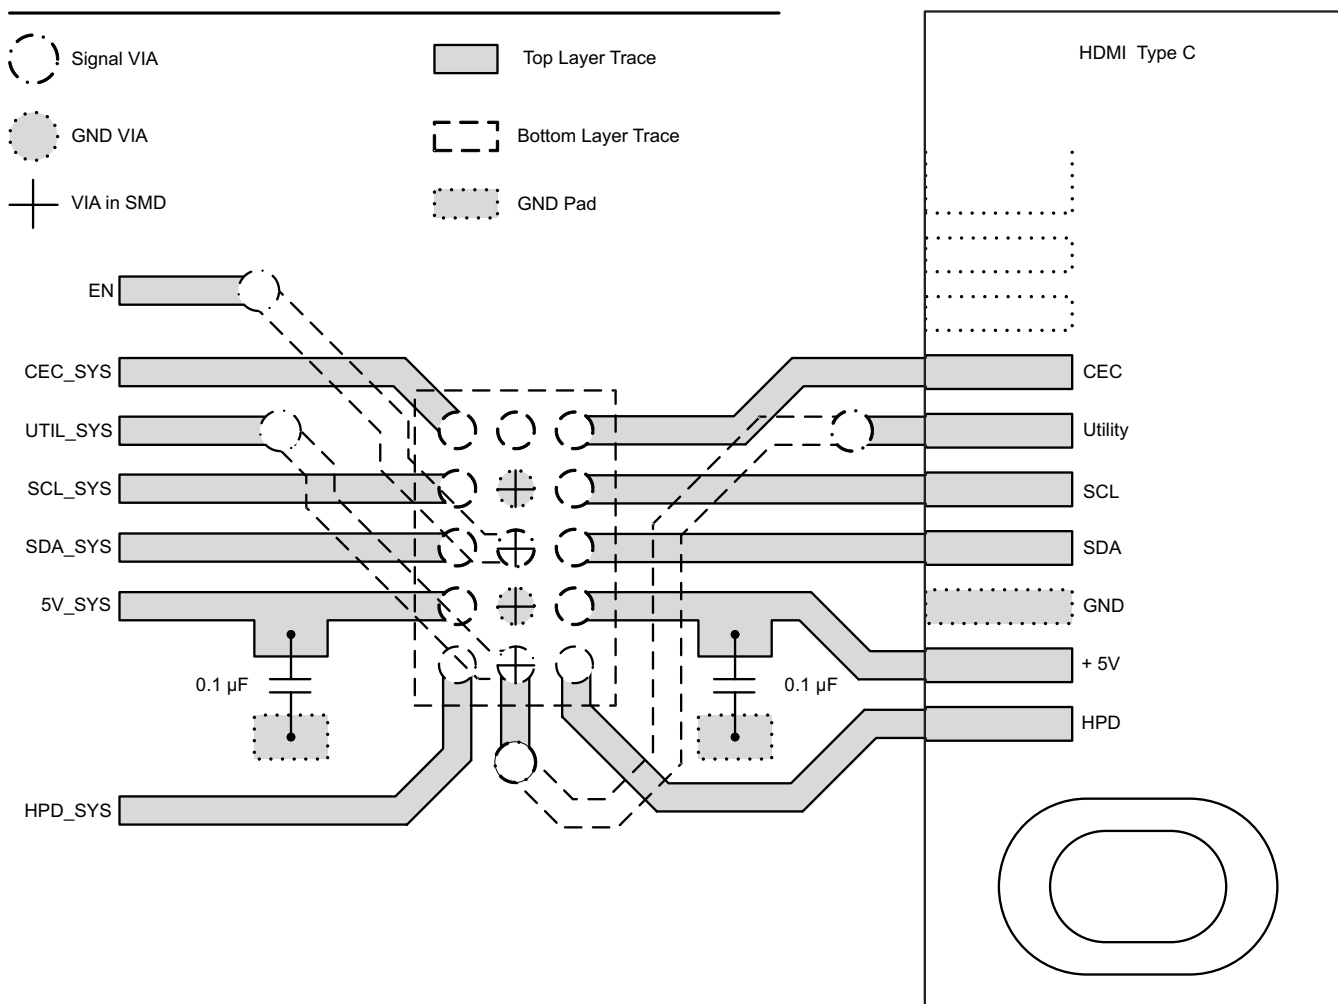 Signal VIA
Top Layer Trace
HDMI Type C
GND VIA
Bottom Layer Trace
VIA in SMD
GND Pad
EN
CEC_SYS
CEC
UTIL_SYS
Utility
SCL_SYS
SCL
SDA_SYS
SDA
5V_SYS
GND
+ 5V
0.1 µF
0.1 µF
HPD
HPD_SYS